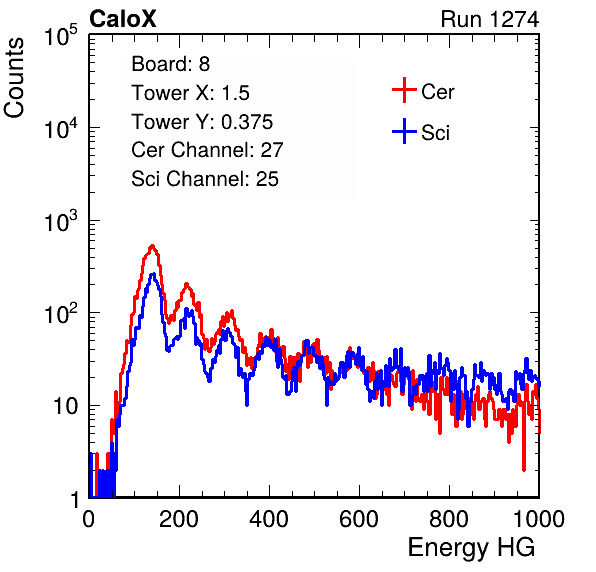 CaloX Run 1274
Counts
10^5
10^4
10^3
10^2
10
1
Board: 8
Tower X: 1.5
Tower Y: 0.375
Cer Channel: 27
Sci Channel: 25
Cer
Sci
0 200 400 600 800 1000
Energy HG